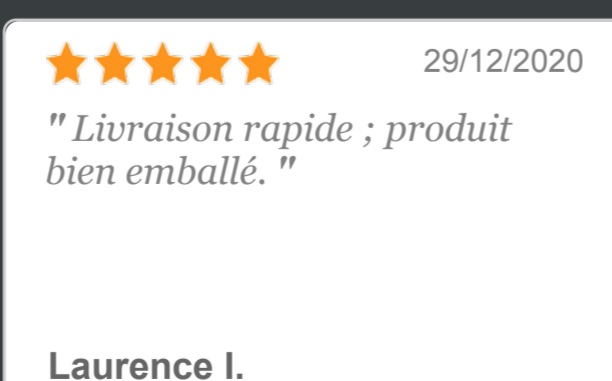 29/12/2020
" Livraison rapide ; produit
bien emballé. "
Laurence I.